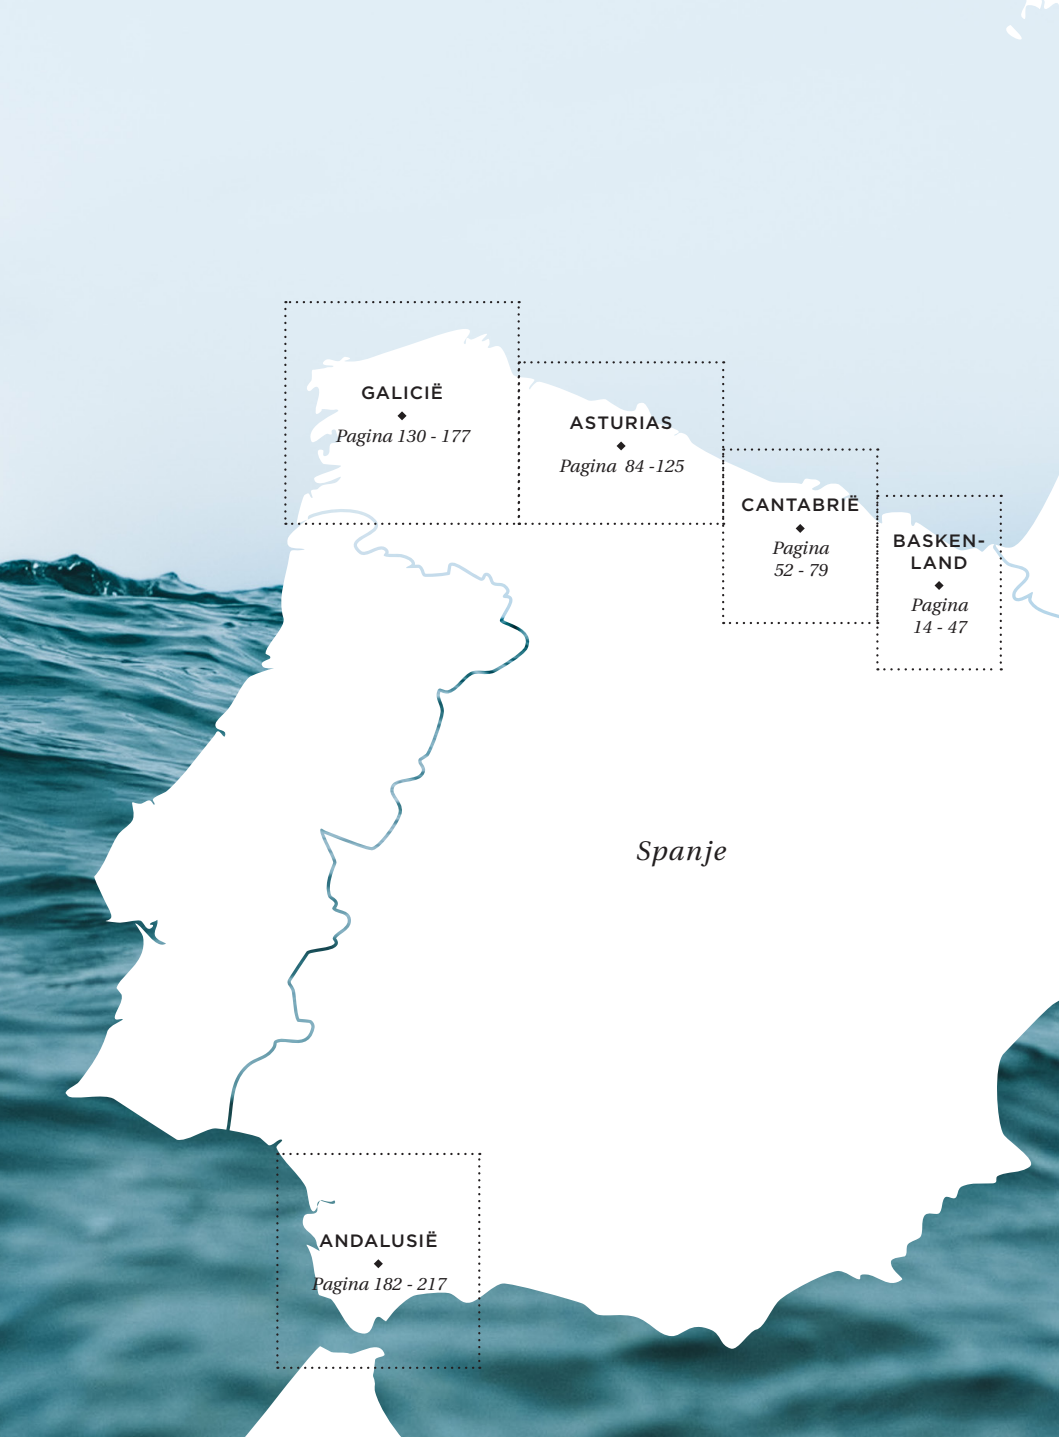 GALICIË
Pagina 130 - 177
ASTURIAS
Pagina 84 -125
CANTABRIË
Pagina
52 - 79
BASKEN-
LAND
Pagina
14 - 47
Spanje
ANDALUSIË
Pagina 182 - 217